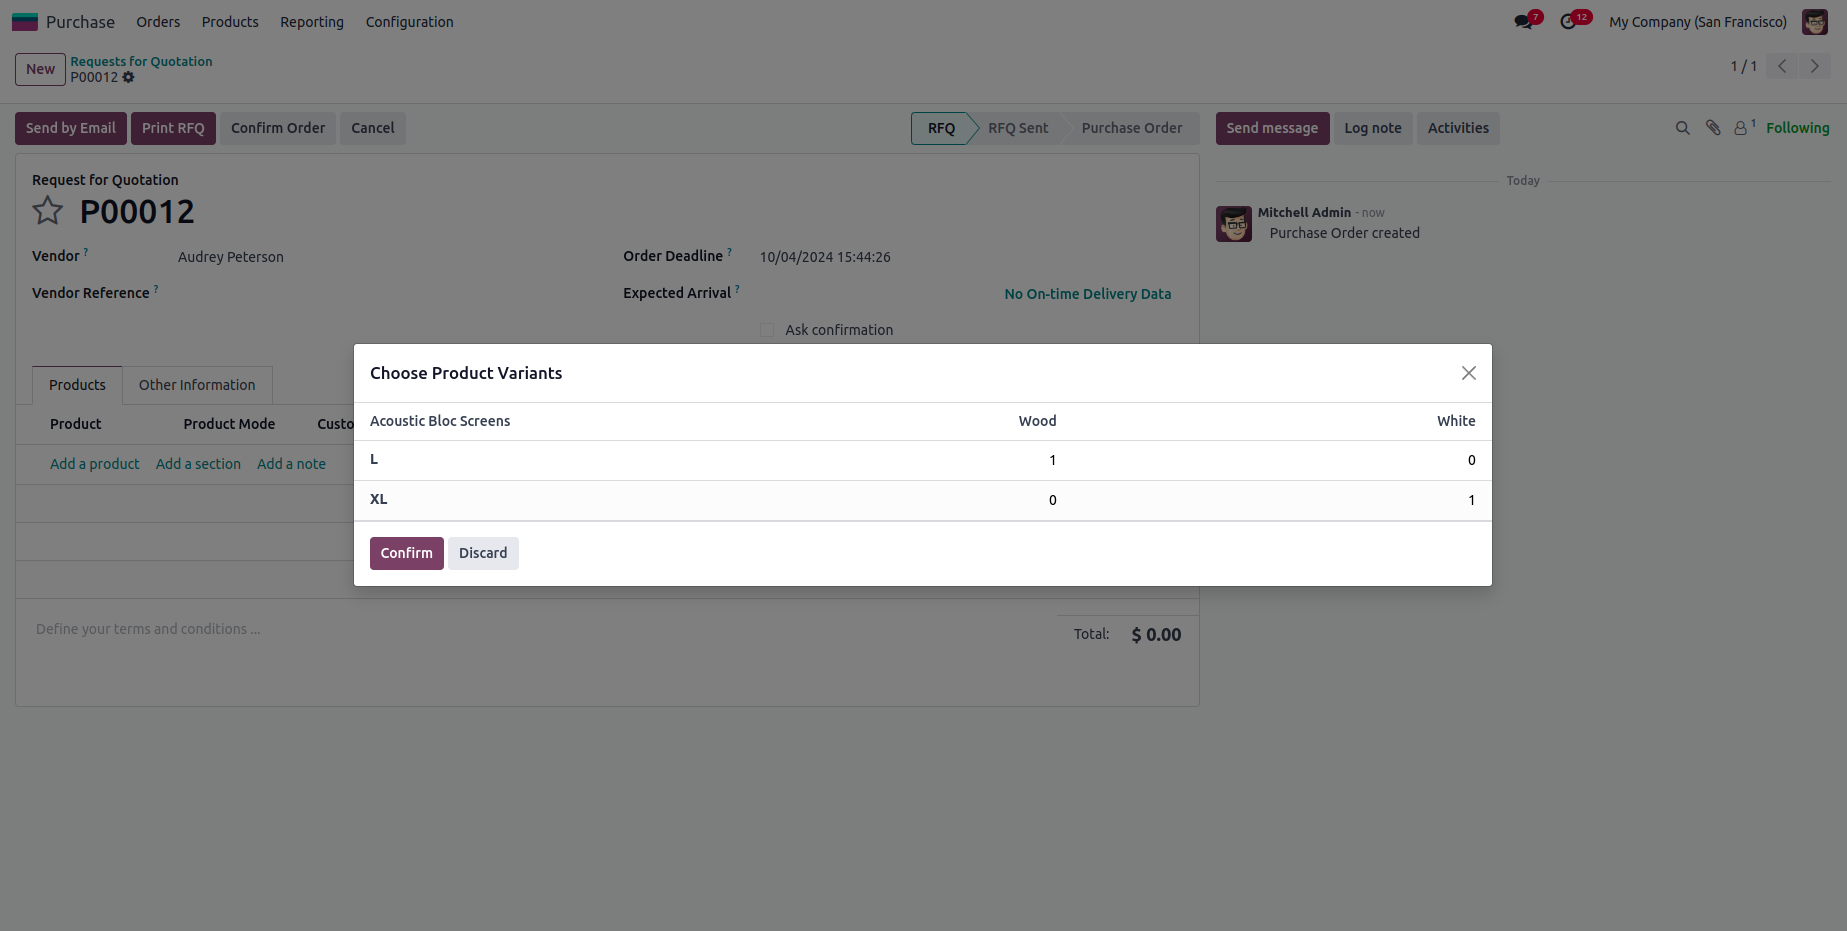 Purchase Orders Products Reporting Configuration 7 12 My Company (San Francisco)
New Requests for Quotation
P00012 1 / 1
Send by Email Print RFQ Confirm Order Cancel RFQ RFQ Sent Purchase Order Send message Log note Activities 1 Following
Request for Quotation Today
P00012
Mitchell Admin - now
Purchase Order created
Vendor ? Audrey Peterson Order Deadline ? 10/04/2024 15:44:26
Vendor Reference ? Expected Arrival ? No On-time Delivery Data
Ask confirmation
Choose Product Variants
Products Other Information
Product Product Mode Custo
Acoustic Bloc Screens Wood White
L 1 0
Add a product Add a section Add a note
XL 0 1
Confirm Discard
Define your terms and conditions ...
Total: $ 0.00